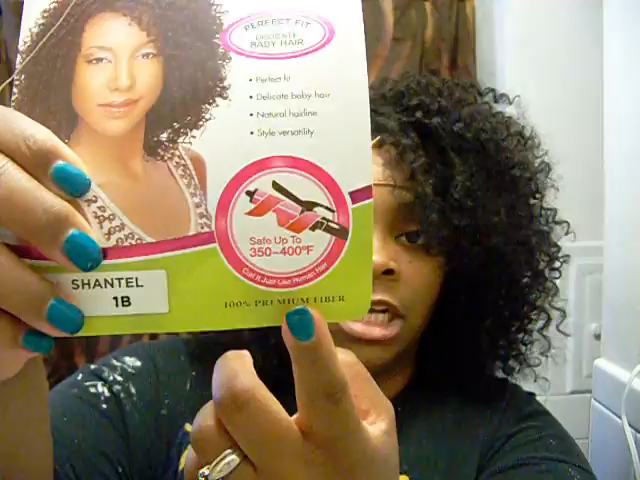 PERFECT FIT
DELICATE
BABY HAIR
• Perfect fit
• Delicate baby hair
• Natural hairline
• Style versatility
Safe Up To
350-400°F
Curl It Just Like Human Hair
SHANTEL
1B
100% PREMIUM FIBER